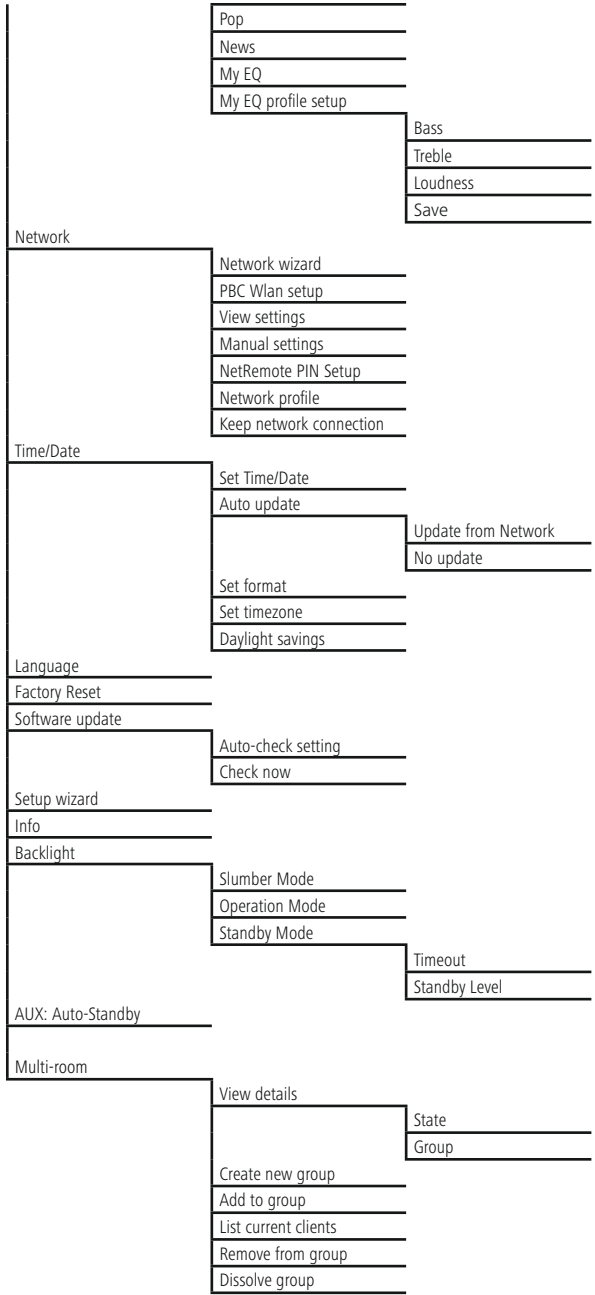 Pop
News
My EQ
My EQ profile setup
Bass
Treble
Loudness
Save
Network
Network wizard
PBC Wlan setup
View settings
Manual settings
NetRemote PIN Setup
Network profile
Keep network connection
Time/Date
Set Time/Date
Auto update
Update from Network
No update
Set format
Set timezone
Daylight savings
Language
Factory Reset
Software update
Auto-check setting
Check now
Setup wizard
Info
Backlight
Slumber Mode
Operation Mode
Standby Mode
Timeout
Standby Level
AUX: Auto-Standby
Multi-room
View details
State
Group
Create new group
Add to group
List current clients
Remove from group
Dissolve group